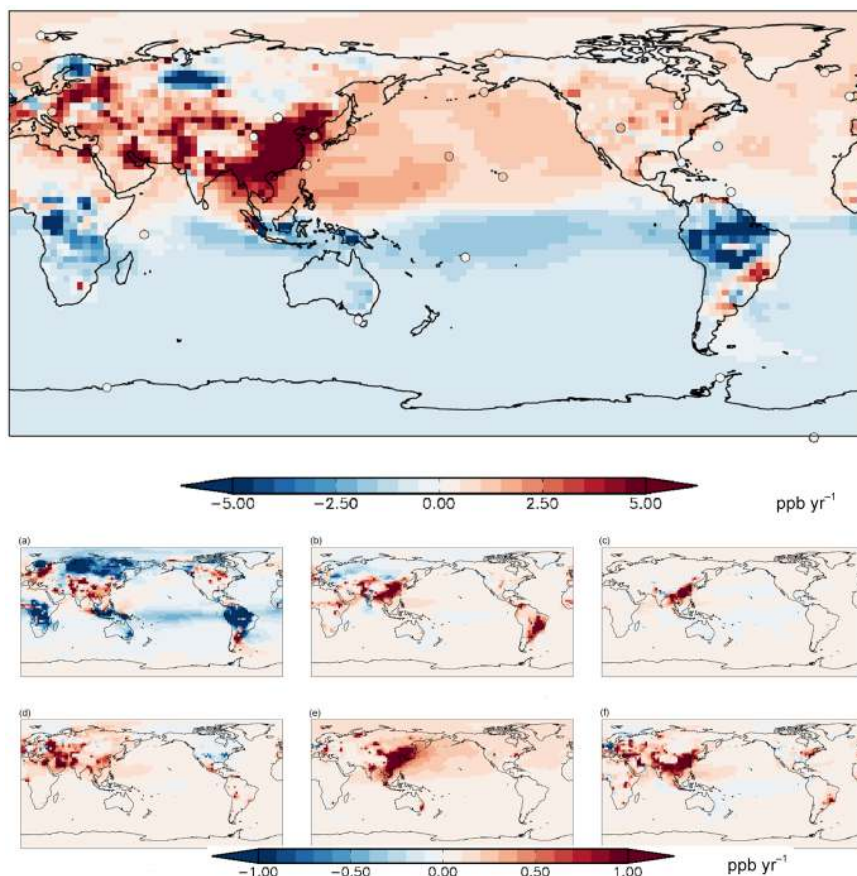 -5.00 -2.50 0.00 2.50 5.00 ppb yr⁻¹
(a) (b) (c)
(d) (e) (f)
-1.00 -0.50 0.00 0.50 1.00 ppb yr⁻¹